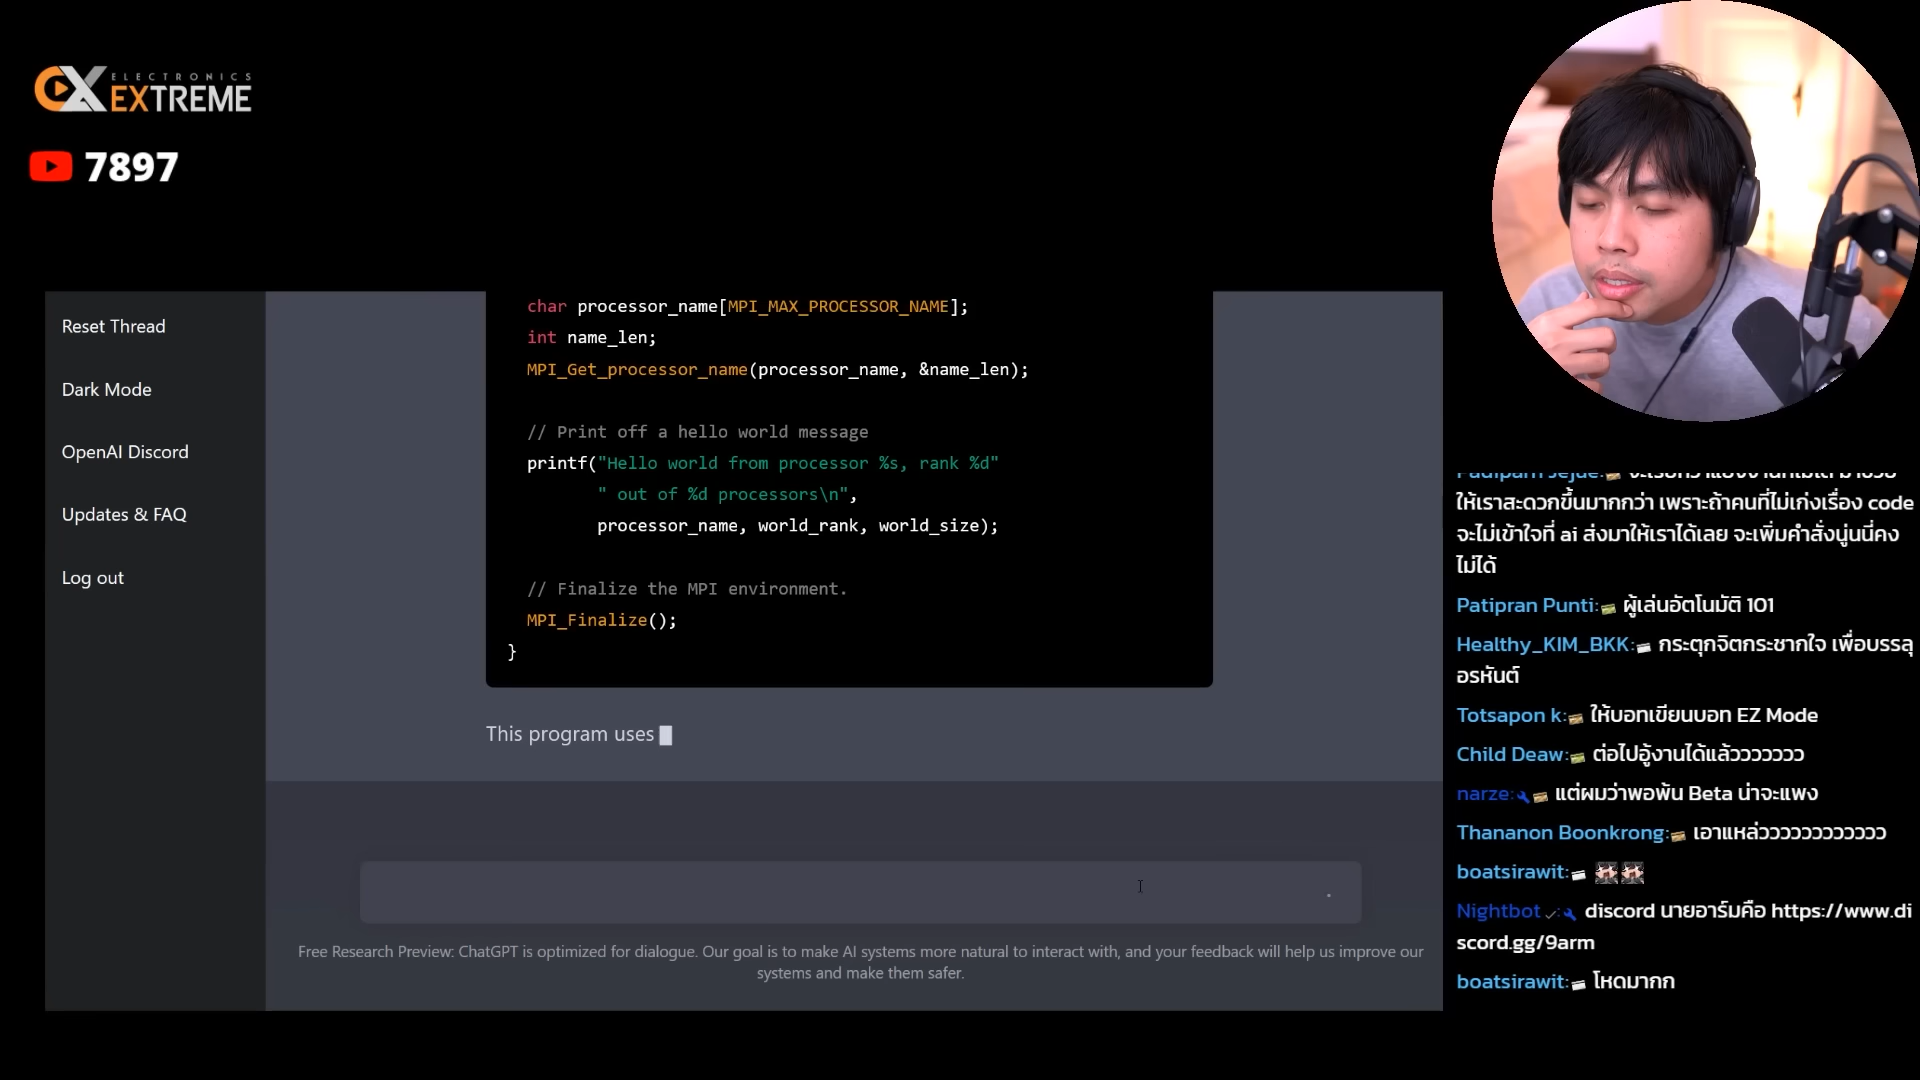 ELECTRONICS
EXTREME
7897
Reset Thread
Dark Mode
OpenAI Discord
Updates & FAQ
Log out
char processor_name[MPI_MAX_PROCESSOR_NAME];
int name_len;
MPI_Get_processor_name(processor_name, &name_len);
// Print off a hello world message
printf("Hello world from processor %s, rank %d"
" out of %d processors\n",
processor_name, world_rank, world_size);
// Finalize the MPI environment.
MPI_Finalize();
}
This program uses
Free Research Preview: ChatGPT is optimized for dialogue. Our goal is to make AI systems more natural to interact with, and your feedback will help us improve our
systems and make them safer.
ให้เราสะดวกขึ้นมากกว่า เพราะถ้าคนที่ไม่เก่งเรื่อง code
จะไม่เข้าใจที่ ai ส่งมาให้เราได้เลย จะเพิ่มคำสั่งนู่นนี่คง
ไม่ได้
Patipran Punti: ผู้เล่นอัตโนมัติ 101
Healthy_KIM_BKK: กระตุกจิตกระชากใจ เพื่อบรรลุ
อรหันต์
Totsapon k: ให้บอทเขียนบอท EZ Mode
Child Deaw: ต่อไปอู้งานได้แล้ววววววว
narze: แต่ผมว่าพอพ้น Beta น่าจะแพง
Thananon Boonkrong: เอาแหล่ววววววววววว
boatsirawit:
Nightbot : discord นายอาร์มคือ https://www.di
scord.gg/9arm
boatsirawit: โหดมากก